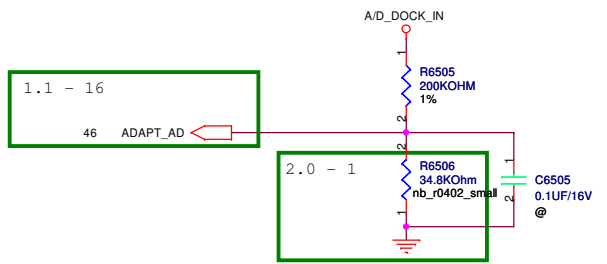 A/D_DOCK_IN
1
R6505
200KOHM
1%
2
1.1 - 16
46 ADAPT_AD
2.0 - 1
2
R6506
34.8KOhm
nb_r0402_small
1
1
C6505
0.1UF/16V
2
@